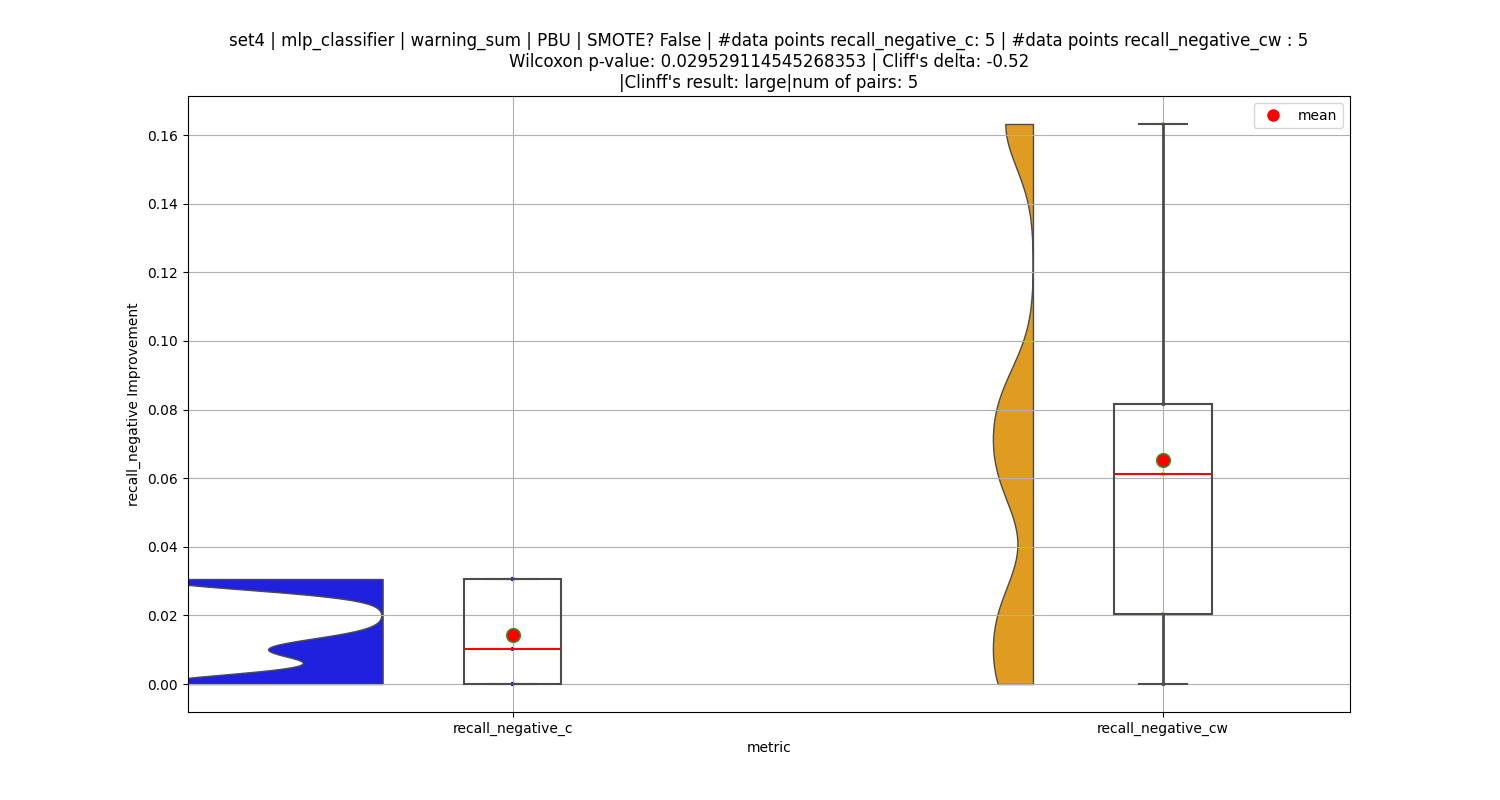 set4 | mlp_classifier | warning_sum | PBU | SMOTE? False | #data points recall_negative_c: 5 | #data points recall_negative_cw : 5
Wilcoxon p-value: 0.029529114545268353 | Cliff's delta: -0.52
|Clinff's result: large|num of pairs: 5
mean
0.16
0.14
0.12
0.10
0.08
0.06
0.04
0.02
0.00
recall_negative Improvement
recall_negative_c
recall_negative_cw
metric